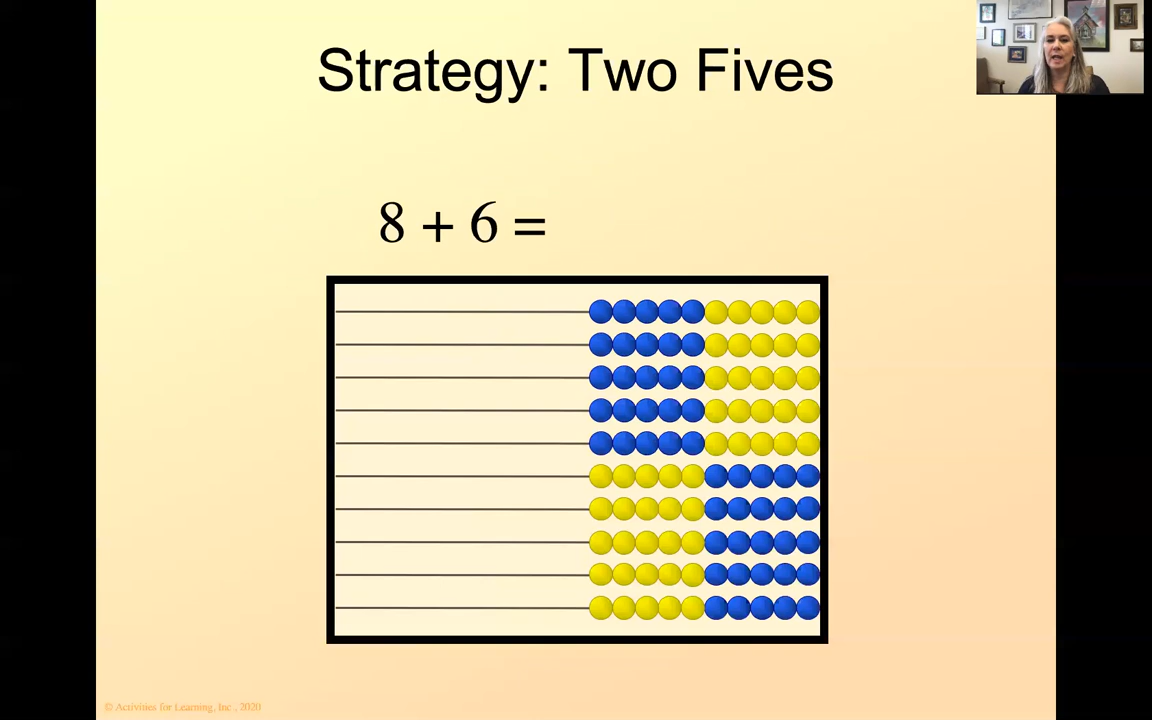 Strategy: Two Fives
8 + 6 =
© Activities for Learning, Inc., 2020